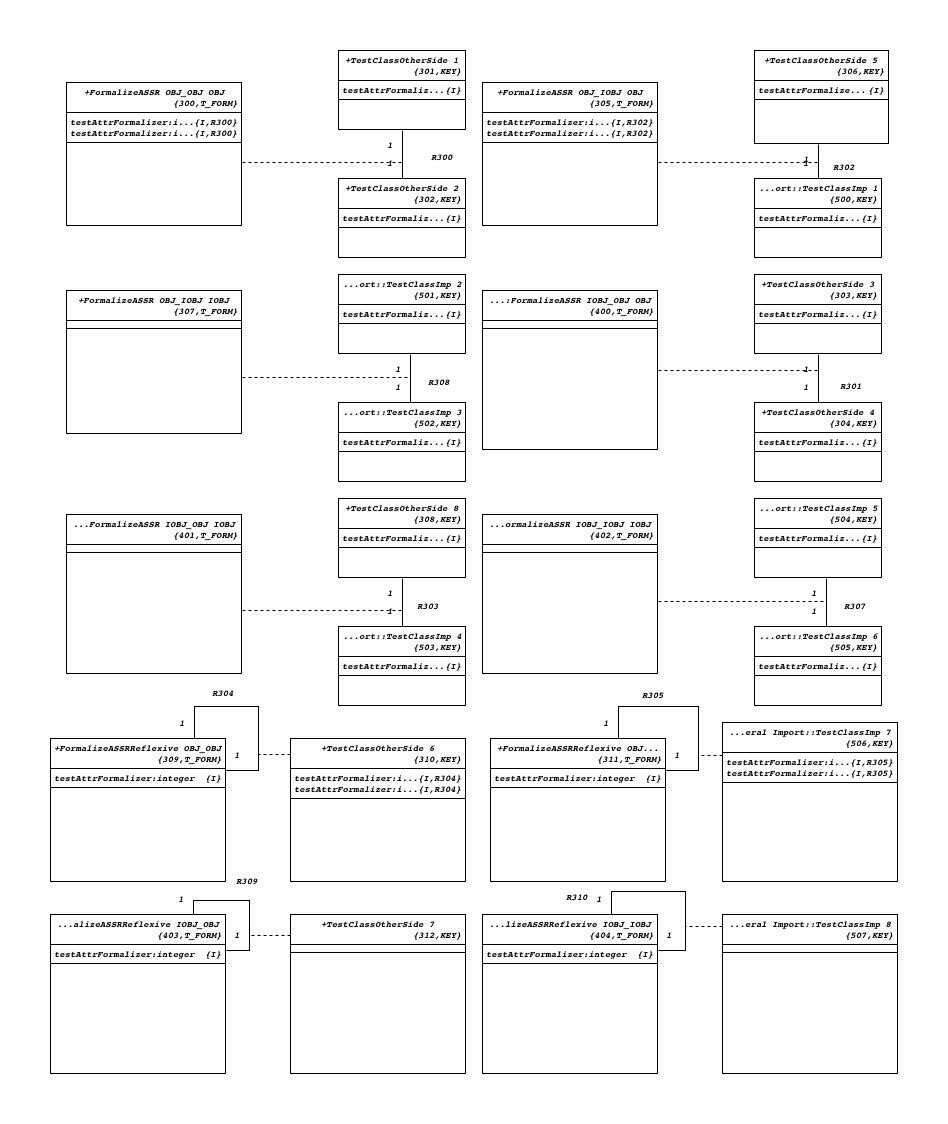 +TestClassOtherSide 1
{301,KEY}
testAttrFormaliz...{I}
+FormalizeASSR OBJ_OBJ OBJ
{300,T_FORM}
testAttrFormalizer:i...{I,R300}
testAttrFormalizer:i...{I,R300}
1
1
R300
+TestClassOtherSide 2
{302,KEY}
testAttrFormaliz...{I}
+TestClassOtherSide 5
{306,KEY}
testAttrFormalize... {I}
+FormalizeASSR OBJ_IOBJ OBJ
{305,T_FORM}
testAttrFormalizer:i...{I,R302}
testAttrFormalizer:i...{I,R302}
1
1
R302
...ort::TestClassImp 1
{500,KEY}
testAttrFormaliz...{I}
...ort::TestClassImp 2
{501,KEY}
testAttrFormaliz...{I}
+FormalizeASSR OBJ_IOBJ IOBJ
{307,T_FORM}
1
1
R308
...ort::TestClassImp 3
{502,KEY}
testAttrFormaliz...{I}
+TestClassOtherSide 3
{303,KEY}
testAttrFormaliz...{I}
...:FormalizeASSR IOBJ_OBJ OBJ
{400,T_FORM}
1
1
R301
+TestClassOtherSide 4
{304,KEY}
testAttrFormaliz...{I}
+TestClassOtherSide 8
{308,KEY}
testAttrFormaliz...{I}
...FormalizeASSR IOBJ_OBJ IOBJ
{401,T_FORM}
1
1
R303
...ort::TestClassImp 4
{503,KEY}
testAttrFormaliz...{I}
...ort::TestClassImp 5
{504,KEY}
testAttrFormaliz...{I}
...ormalizeASSR IOBJ_IOBJ IOBJ
{402,T_FORM}
1
1
R307
...ort::TestClassImp 6
{505,KEY}
testAttrFormaliz...{I}
R304
1
1
+FormalizeASSRReflexive OBJ_OBJ
{309,T_FORM}
testAttrFormalizer:integer {I}
+TestClassOtherSide 6
{310,KEY}
testAttrFormalizer:i...{I,R304}
testAttrFormalizer:i...{I,R304}
R305
1
1
+FormalizeASSRReflexive OBJ...
{311,T_FORM}
testAttrFormalizer:integer {I}
...eral Import::TestClassImp 7
{506,KEY}
testAttrFormalizer:i...{I,R305}
testAttrFormalizer:i...{I,R305}
R309
1
1
...alizeASSRReflexive IOBJ_OBJ
{403,T_FORM}
testAttrFormalizer:integer {I}
+TestClassOtherSide 7
{312,KEY}
R310
1
1
...lizeASSRReflexive IOBJ_IOBJ
{404,T_FORM}
testAttrFormalizer:integer {I}
...eral Import::TestClassImp 8
{507,KEY}